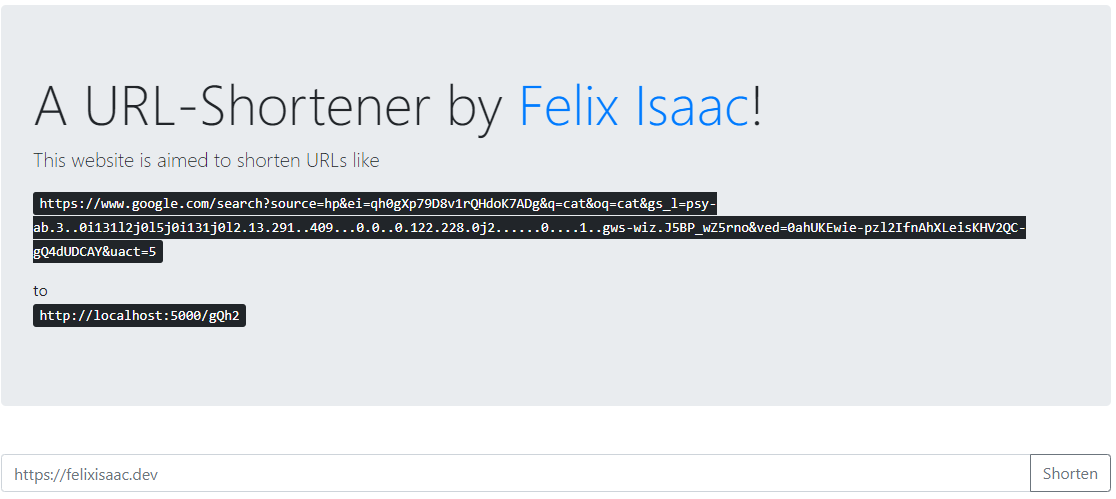 A URL-Shortener by Felix Isaac!
This website is aimed to shorten URLs like
https://www.google.com/search?source=hp&ei=qh0gXp79D8v1rQHdoK7ADg&q=cat&oq=cat&gs_l=psy-
ab.3..0i131l2j0l5j0i131j0l2.13.291..409...0.0..0.122.228.0j2......0....1..gws-wiz.J5BP_wZ5rno&ved=0ahUKEwie-pzl2IfnAhXLeisKHV2QC-
gQ4dUDCAY&uact=5
to
http://localhost:5000/gQh2
https://felixisaac.dev
Shorten